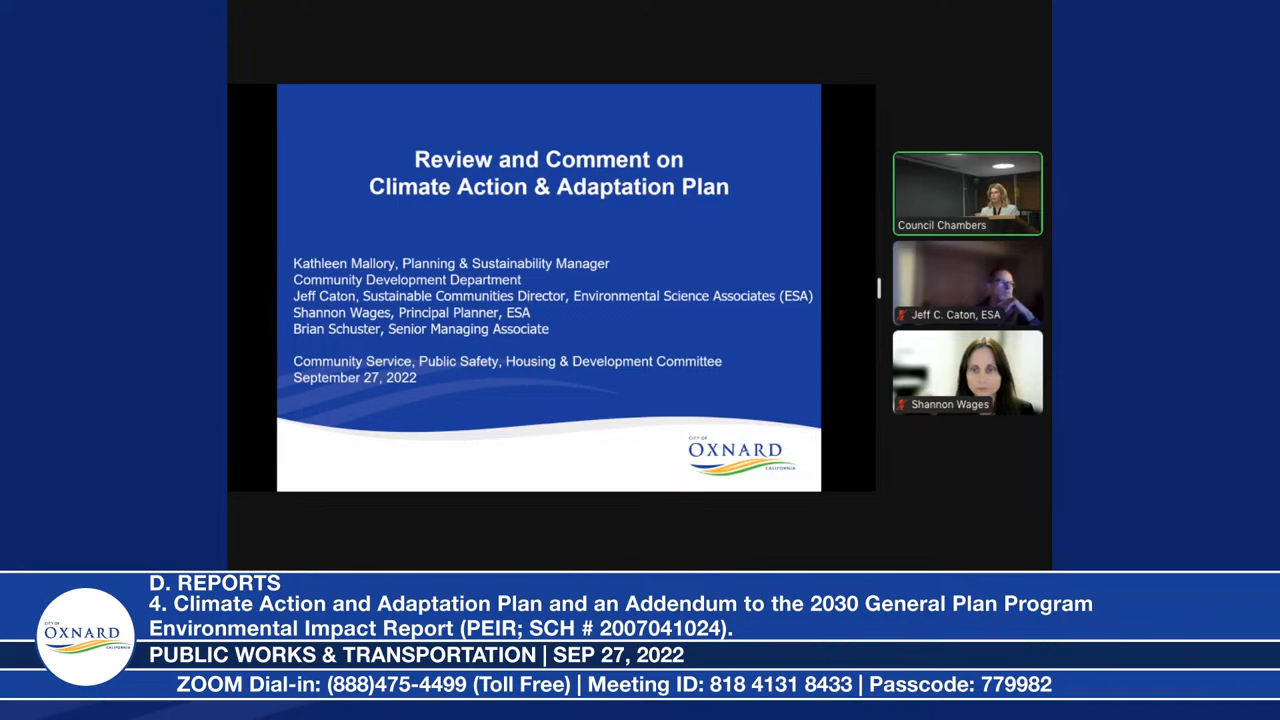 Review and Comment on
Climate Action & Adaptation Plan
Kathleen Mallory, Planning & Sustainability Manager
Community Development Department
Jeff Caton, Sustainable Communities Director, Environmental Science Associates (ESA)
Shannon Wages, Principal Planner, ESA
Brian Schuster, Senior Managing Associate
Community Service, Public Safety, Housing & Development Committee
September 27, 2022
CITY OF
OXNARD
CALIFORNIA
Council Chambers
Jeff C. Caton, ESA
Shannon Wages
CITY OF
OXNARD
CALIFORNIA
D. REPORTS
4. Climate Action and Adaptation Plan and an Addendum to the 2030 General Plan Program
Environmental Impact Report (PEIR; SCH # 2007041024).
PUBLIC WORKS & TRANSPORTATION | SEP 27, 2022
ZOOM Dial-in: (888)475-4499 (Toll Free) | Meeting ID: 818 4131 8433 | Passcode: 779982